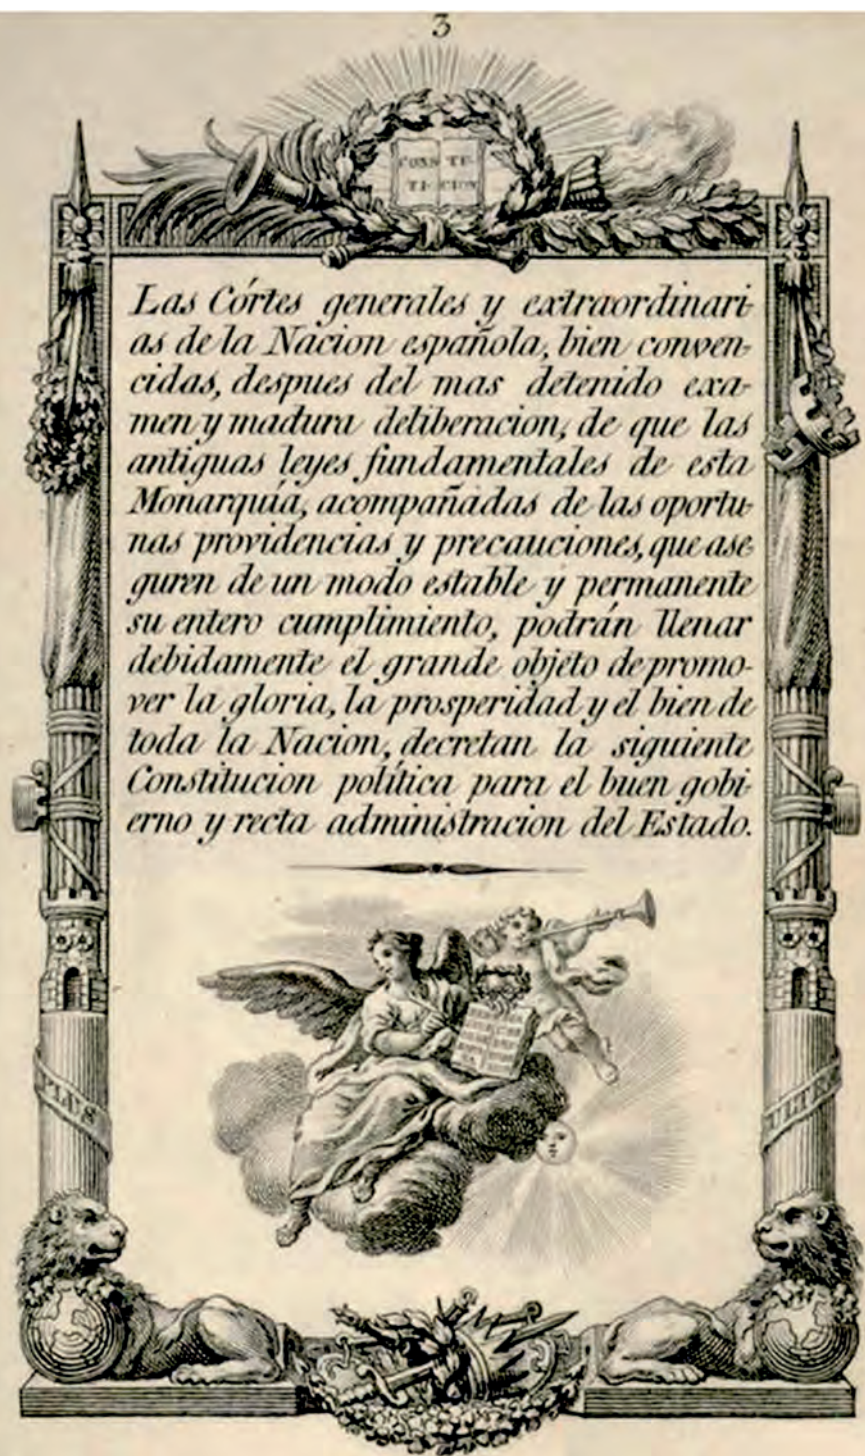 3
CONS TI-
TU- CION
Las Córtes generales y extraordinari-
as de la Nacion española, bien conven-
cidas, despues del mas detenido exa-
men y madura deliberacion, de que las
antiguas leyes fundamentales de esta
Monarquía, acompañadas de las oportu-
nas providencias y precauciones, que ase-
guren de un modo estable y permanente
su entero cumplimiento, podrán llenar
debidamente el grande objeto de promo-
ver la gloria, la prosperidad y el bien de
toda la Nacion, decretan la siguiente
Constitucion política para el buen gobi-
erno y recta administracion del Estado.
PLUS
ULTRA